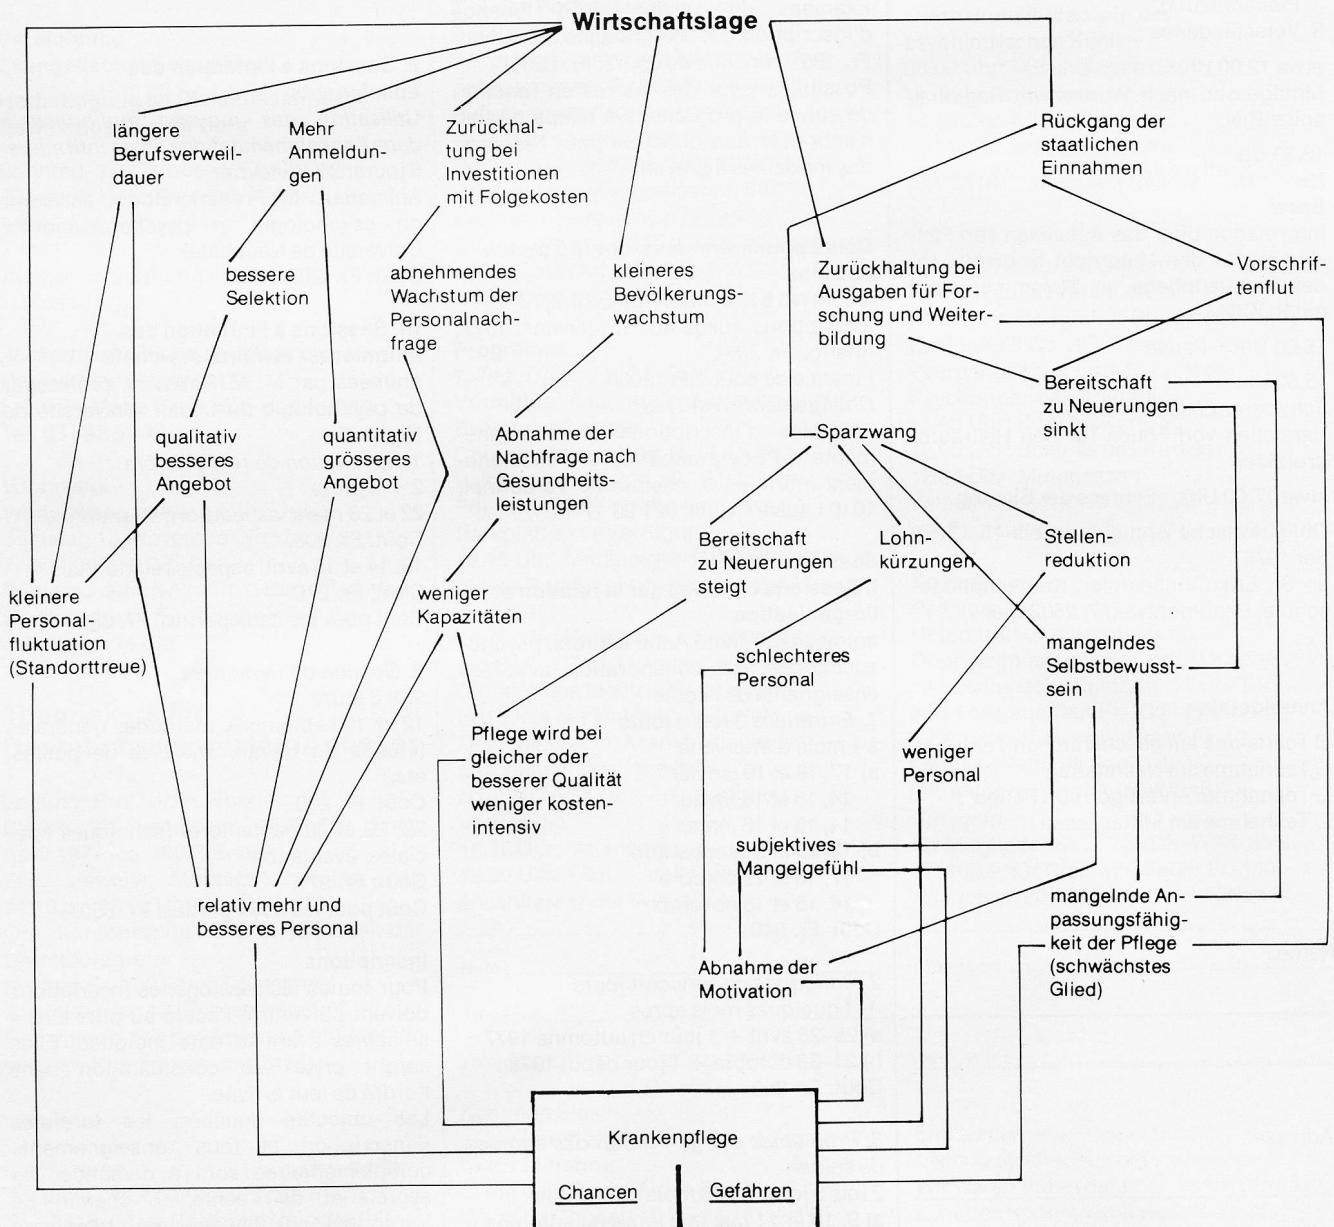 Wirtschaftslage
längere
Berufsverweil-
dauer
Mehr
Anmeldun-
gen
Zurückhal-
tung bei
Investitionen
mit Folgekosten
Rückgang der
staatlichen
Einnahmen
bessere
Selektion
abnehmendes
Wachstum der
Personalnach-
frage
kleineres
Bevölkerungs-
wachstum
Zurückhaltung bei
Ausgaben für For-
schung und Weiter-
bildung
Vorschrif-
tenflut
Bereitschaft
zu Neuerungen
sinkt
qualitativ
besseres
Angebot
quantitativ
grösseres
Angebot
Abnahme der
Nachfrage nach
Gesundheits-
leistungen
Sparzwang
Bereitschaft
zu Neuerungen
steigt
Lohn-
kürzungen
Stellen-
reduktion
kleinere
Personal-
fluktuation
(Standorttreue)
weniger
Kapazitäten
schlechteres
Personal
mangelndes
Selbstbewusst-
sein
Pflege wird bei
gleicher oder
besserer Qualität
weniger kosten-
intensiv
weniger
Personal
subjektives
Mangelgefühl
relativ mehr und
besseres Personal
mangelnde An-
passungsfähig-
keit der Pflege
(schwächstes
Glied)
Abnahme der
Motivation
Krankenpflege
Chancen
Gefahren